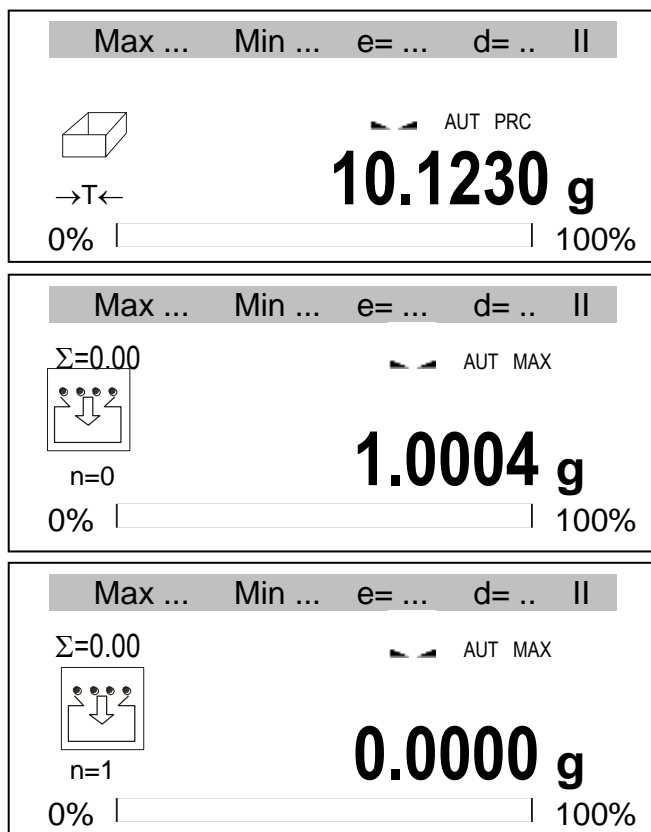 Max ... Min ... e= ... d= .. II
AUT PRC
10.1230 g
→T←
0% 100%
Max ... Min ... e= ... d= .. II
Σ=0.00 AUT MAX
1.0004 g
n=0
0% 100%
Max ... Min ... e= ... d= .. II
Σ=0.00 AUT MAX
0.0000 g
n=1
0% 100%